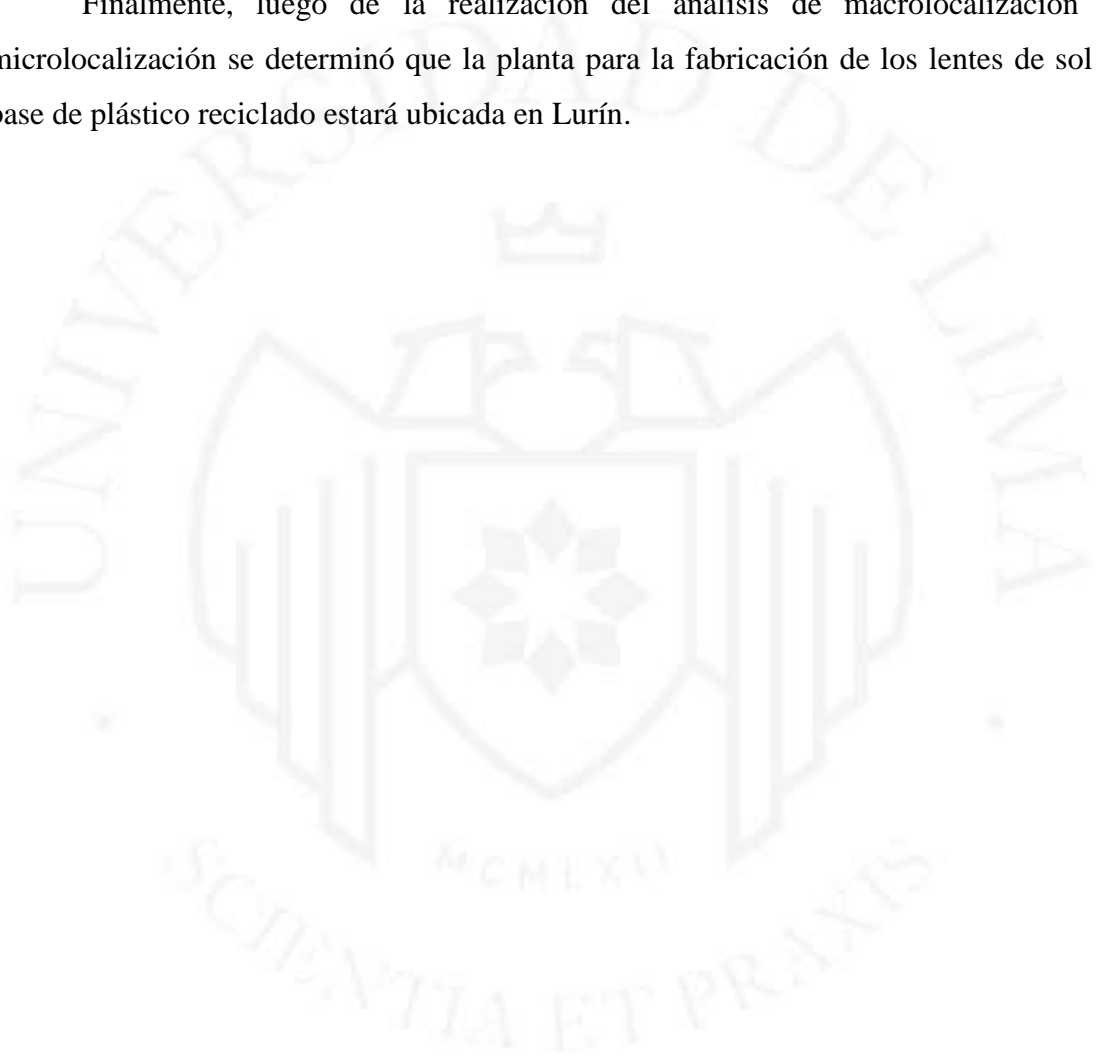 Finalmente, luego de la realización del análisis de macrolocalización
microlocalización se determinó que la planta para la fabricación de los lentes de sol
base de plástico reciclado estará ubicada en Lurín.
UNIVERSIDAD DE LIMA
MCMLXII
SCIENTIA ET PRAXIS